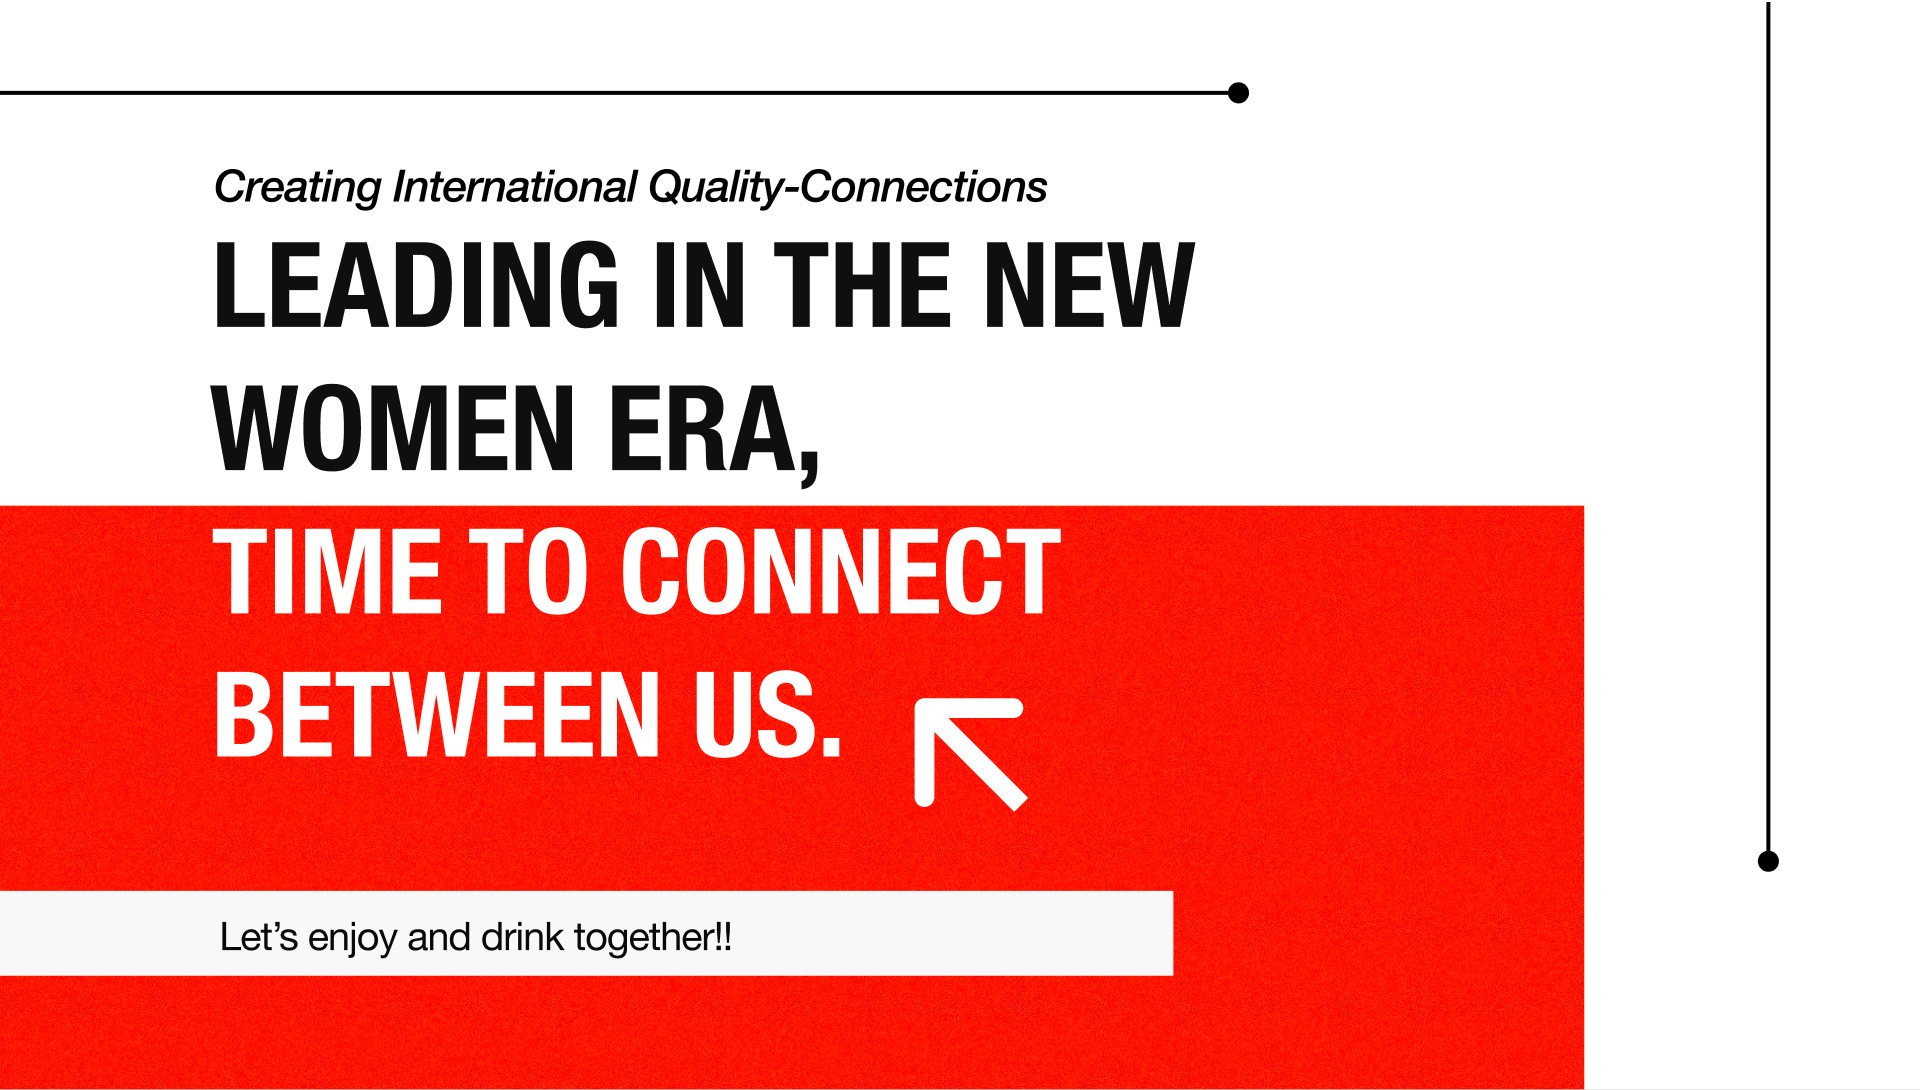 Creating International Quality-Connections
LEADING IN THE NEW
WOMEN ERA,
TIME TO CONNECT
BETWEEN US.
Let’s enjoy and drink together!!